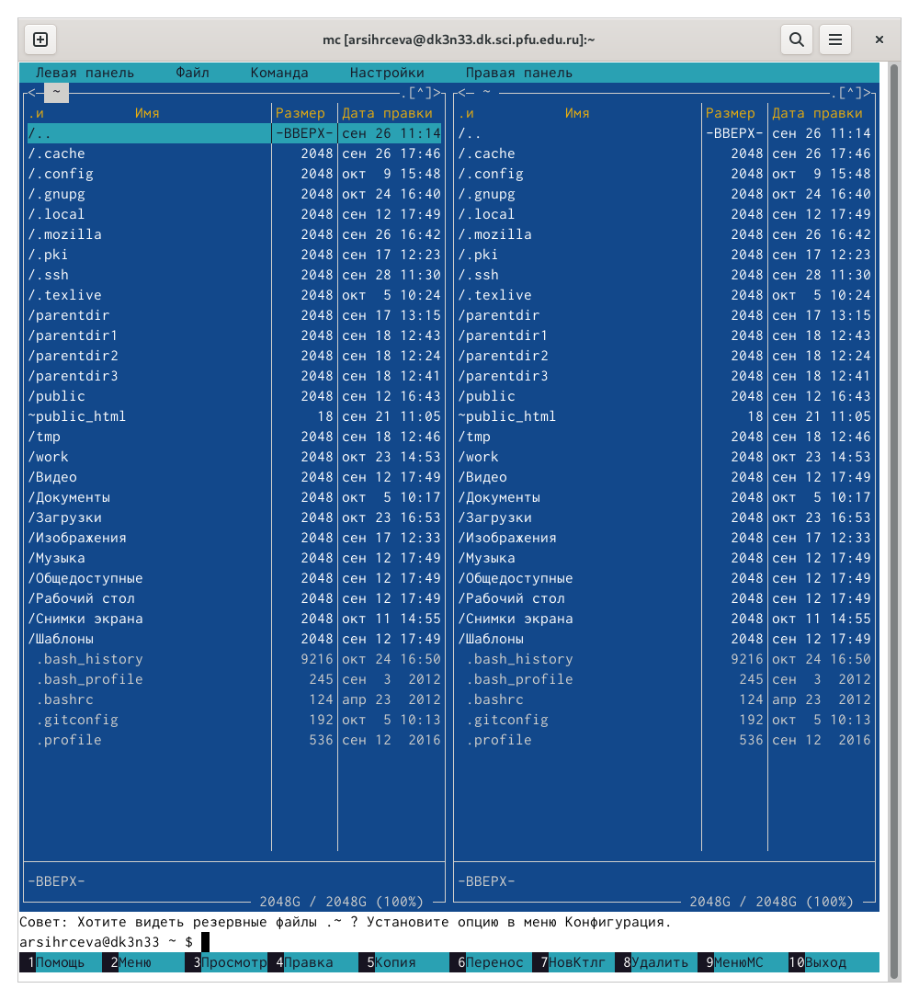 mc [arsihrceva@dk3n33.dk.sci.pfu.edu.ru]:~
Левая панель Файл Команда Настройки Правая панель
<─ ~ .[^]> <─ ~ .[^]>
.и Имя Размер Дата правки .и Имя Размер Дата правки
/.. -ВВЕРХ- сен 26 11:14 /.. -ВВЕРХ- сен 26 11:14
/.cache 2048 сен 26 17:46 /.cache 2048 сен 26 17:46
/.config 2048 окт 9 15:48 /.config 2048 окт 9 15:48
/.gnupg 2048 окт 24 16:40 /.gnupg 2048 окт 24 16:40
/.local 2048 сен 12 17:49 /.local 2048 сен 12 17:49
/.mozilla 2048 сен 26 16:42 /.mozilla 2048 сен 26 16:42
/.pki 2048 сен 17 12:23 /.pki 2048 сен 17 12:23
/.ssh 2048 сен 28 11:30 /.ssh 2048 сен 28 11:30
/.texlive 2048 окт 5 10:24 /.texlive 2048 окт 5 10:24
/parentdir 2048 сен 17 13:15 /parentdir 2048 сен 17 13:15
/parentdir1 2048 сен 18 12:43 /parentdir1 2048 сен 18 12:43
/parentdir2 2048 сен 18 12:24 /parentdir2 2048 сен 18 12:24
/parentdir3 2048 сен 18 12:41 /parentdir3 2048 сен 18 12:41
/public 2048 сен 12 16:43 /public 2048 сен 12 16:43
~public_html 18 сен 21 11:05 ~public_html 18 сен 21 11:05
/tmp 2048 сен 18 12:46 /tmp 2048 сен 18 12:46
/work 2048 окт 23 14:53 /work 2048 окт 23 14:53
/Видео 2048 сен 12 17:49 /Видео 2048 сен 12 17:49
/Документы 2048 окт 5 10:17 /Документы 2048 окт 5 10:17
/Загрузки 2048 окт 23 16:53 /Загрузки 2048 окт 23 16:53
/Изображения 2048 сен 17 12:33 /Изображения 2048 сен 17 12:33
/Музыка 2048 сен 12 17:49 /Музыка 2048 сен 12 17:49
/Общедоступные 2048 сен 12 17:49 /Общедоступные 2048 сен 12 17:49
/Рабочий стол 2048 сен 12 17:49 /Рабочий стол 2048 сен 12 17:49
/Снимки экрана 2048 окт 11 14:55 /Снимки экрана 2048 окт 11 14:55
/Шаблоны 2048 сен 12 17:49 /Шаблоны 2048 сен 12 17:49
.bash_history 9216 окт 24 16:50 .bash_history 9216 окт 24 16:50
.bash_profile 245 сен 3 2012 .bash_profile 245 сен 3 2012
.bashrc 124 апр 23 2012 .bashrc 124 апр 23 2012
.gitconfig 192 окт 5 10:13 .gitconfig 192 окт 5 10:13
.profile 536 сен 12 2016 .profile 536 сен 12 2016
-ВВЕРХ- -ВВЕРХ-
2048G / 2048G (100%) 2048G / 2048G (100%)
Совет: Хотите видеть резервные файлы .~ ? Установите опцию в меню Конфигурация.
arsihrceva@dk3n33 ~ $
1Помощь 2Меню 3Просмотр 4Правка 5Копия 6Перенос 7НовКтлг 8Удалить 9МенюМС 10Выход